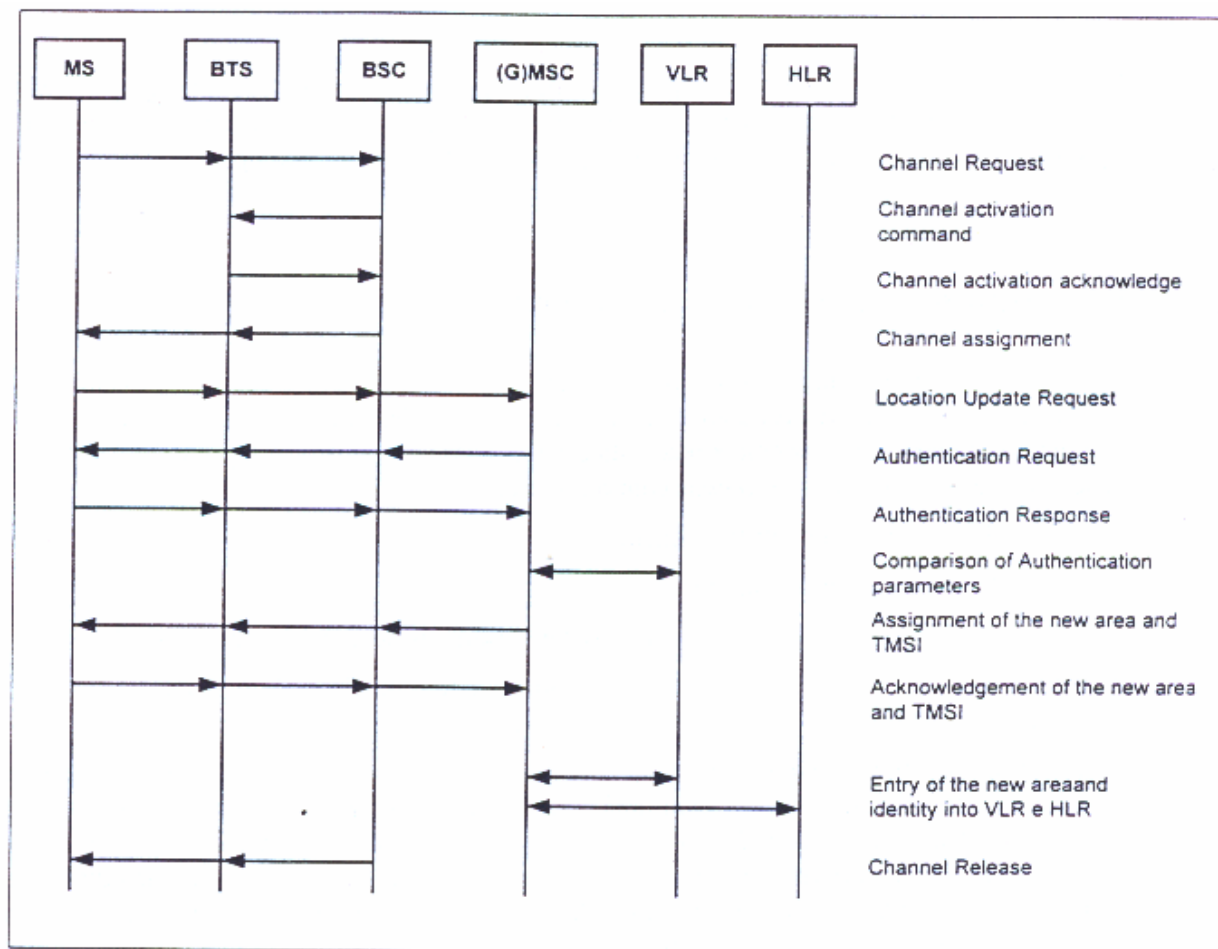 MS
BTS
BSC
(G)MSC
VLR
HLR
Channel Request
Channel activation
command
Channel activation acknowledge
Channel assignment
Location Update Request
Authentication Request
Authentication Response
Comparison of Authentication
parameters
Assignment of the new area and
TMSI
Acknowledgement of the new area
and TMSI
Entry of the new areaand
identity into VLR e HLR
Channel Release